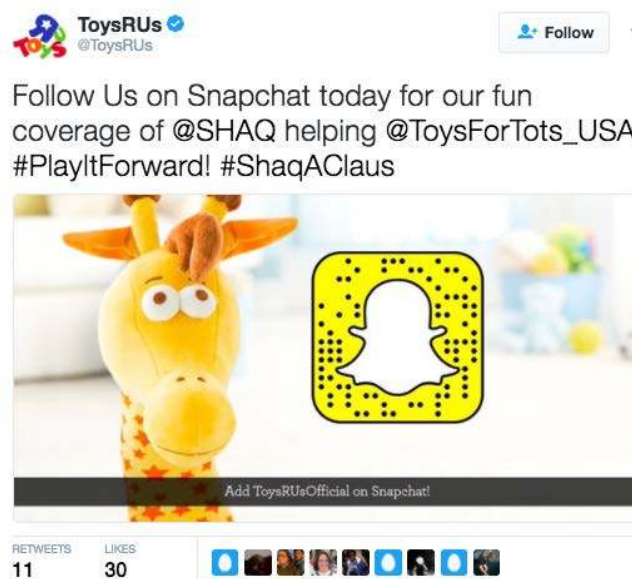 ToysRUs
@ToysRUs
Follow
Follow Us on Snapchat today for our fun
coverage of @SHAQ helping @ToysForTots_USA
#PlayItForward! #ShaqAClaus
Add ToysRUsOfficial on Snapchat!
RETWEETS LIKES
11 30